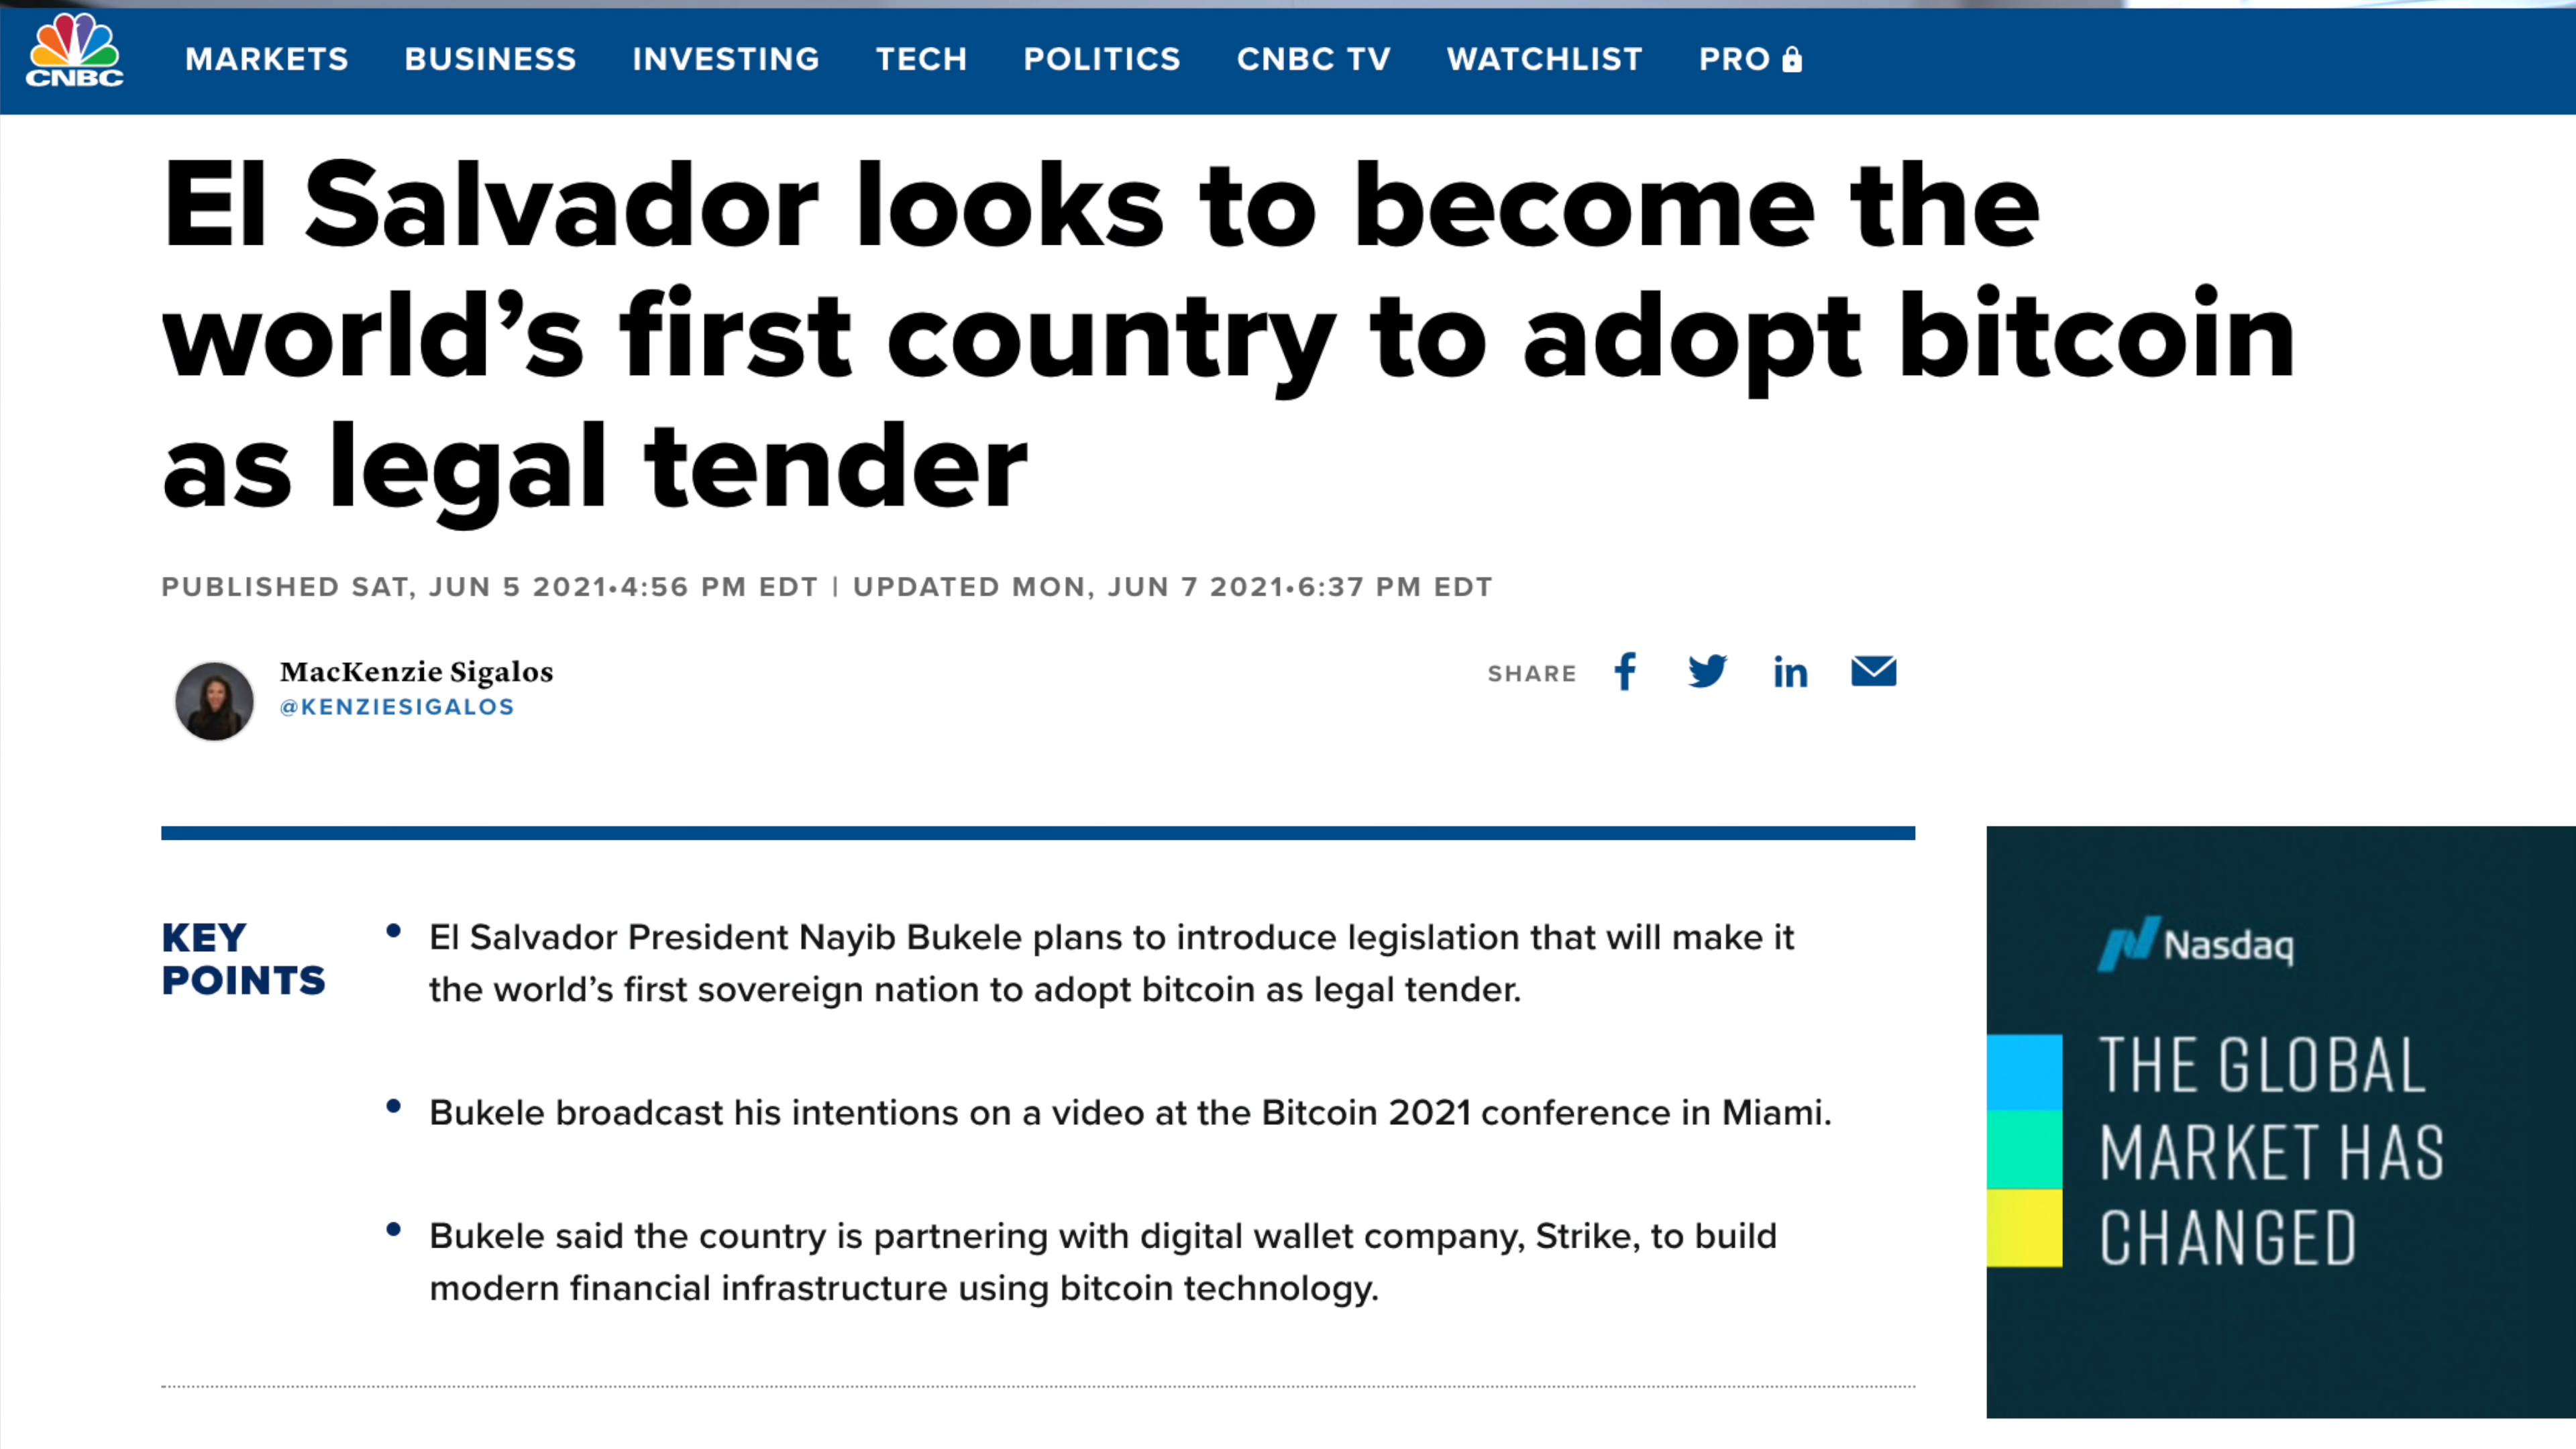 CNBC
MARKETS BUSINESS INVESTING TECH POLITICS CNBC TV WATCHLIST PRO
El Salvador looks to become the
world’s first country to adopt bitcoin
as legal tender
PUBLISHED SAT, JUN 5 2021•4:56 PM EDT | UPDATED MON, JUN 7 2021•6:37 PM EDT
MacKenzie Sigalos
@KENZIESIGALOS
SHARE
KEY
POINTS
• El Salvador President Nayib Bukele plans to introduce legislation that will make it
the world’s first sovereign nation to adopt bitcoin as legal tender.
• Bukele broadcast his intentions on a video at the Bitcoin 2021 conference in Miami.
• Bukele said the country is partnering with digital wallet company, Strike, to build
modern financial infrastructure using bitcoin technology.
Nasdaq
THE GLOBAL
MARKET HAS
CHANGED